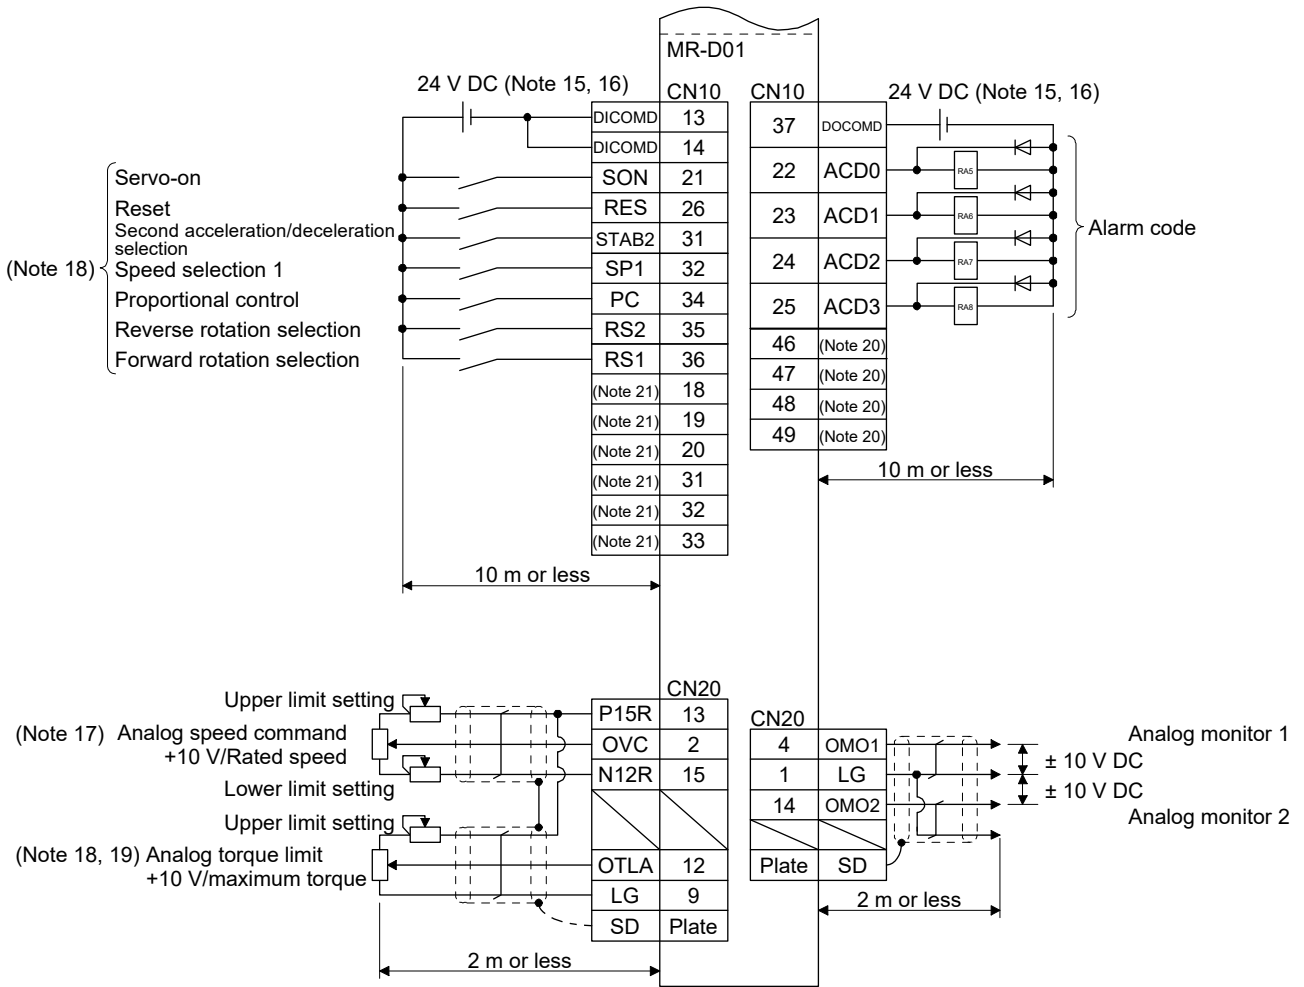 MR-D01
24 V DC (Note 15, 16)
CN10
DICOMD 13
DICOMD 14
Servo-on SON 21
Reset RES 26
Second acceleration/deceleration
selection
STAB2 31
(Note 18)
Speed selection 1 SP1 32
Proportional control PC 34
Reverse rotation selection RS2 35
Forward rotation selection RS1 36
(Note 21) 18
(Note 21) 19
(Note 21) 20
(Note 21) 31
(Note 21) 32
(Note 21) 33
10 m or less
CN10
24 V DC (Note 15, 16)
37 DOCOMD
22 ACD0 RA5
23 ACD1 RA6
24 ACD2 RA7
25 ACD3 RA8
Alarm code
46 (Note 20)
47 (Note 20)
48 (Note 20)
49 (Note 20)
10 m or less
CN20
Upper limit setting
P15R 13
(Note 17) Analog speed command
+10 V/Rated speed
OVC 2
N12R 15
Lower limit setting
Upper limit setting
(Note 18, 19) Analog torque limit
+10 V/maximum torque
OTLA 12
LG 9
SD Plate
2 m or less
CN20
4 OMO1
Analog monitor 1
± 10 V DC
1 LG
± 10 V DC
14 OMO2
Analog monitor 2
Plate SD
2 m or less